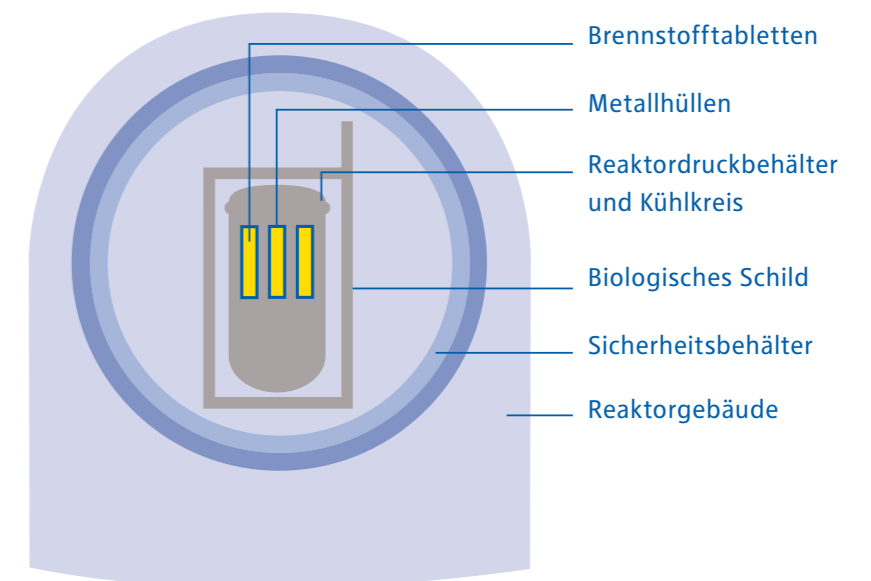 Brennstofftabletten
Metallhüllen
Reaktordruckbehälter
und Kühlkreis
Biologisches Schild
Sicherheitsbehälter
Reaktorgebäude